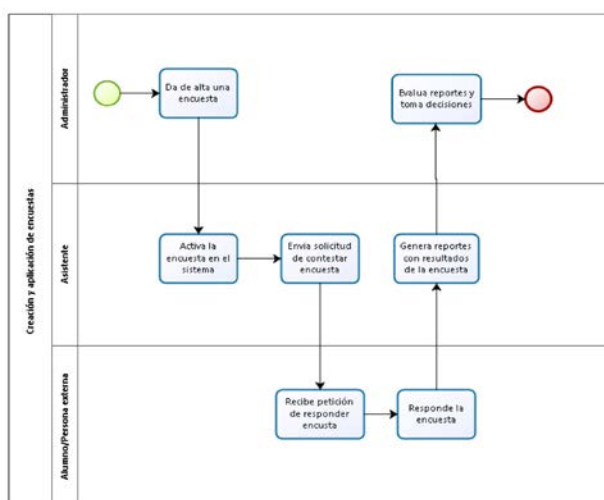 Creación y aplicación de encuestas
Administrador
Da de alta una
encuesta
Evalua reportes y
toma decisiones
Asistente
Activa la
encuesta en el
sistema
Envia solicitud
de contestar
encuesta
Genera reportes
con resultados
de la encuesta
Alumno/Persona externa
Recibe petición
de responder
encusta
Responde la
encuesta